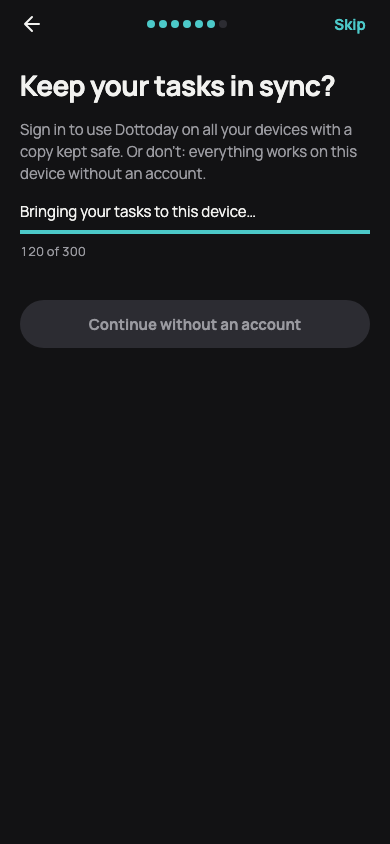 Skip
Keep your tasks in sync?
Sign in to use Dottoday on all your devices with a
copy kept safe. Or don't: everything works on this
device without an account.
Bringing your tasks to this device…
120 of 300
Continue without an account